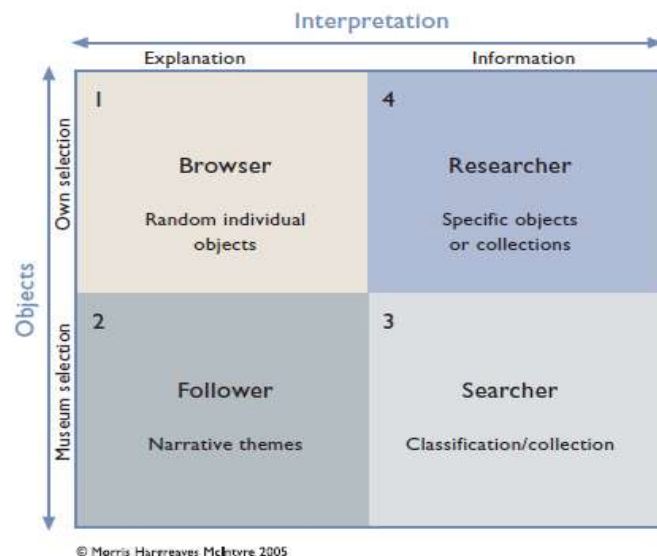 Interpretation
Explanation
Information
Objects
Own selection
Museum selection
1
Browser
Random individual
objects
4
Researcher
Specific objects
or collections
2
Follower
Narrative themes
3
Searcher
Classification/collection
© Morris Hargreaves McIntyre 2005